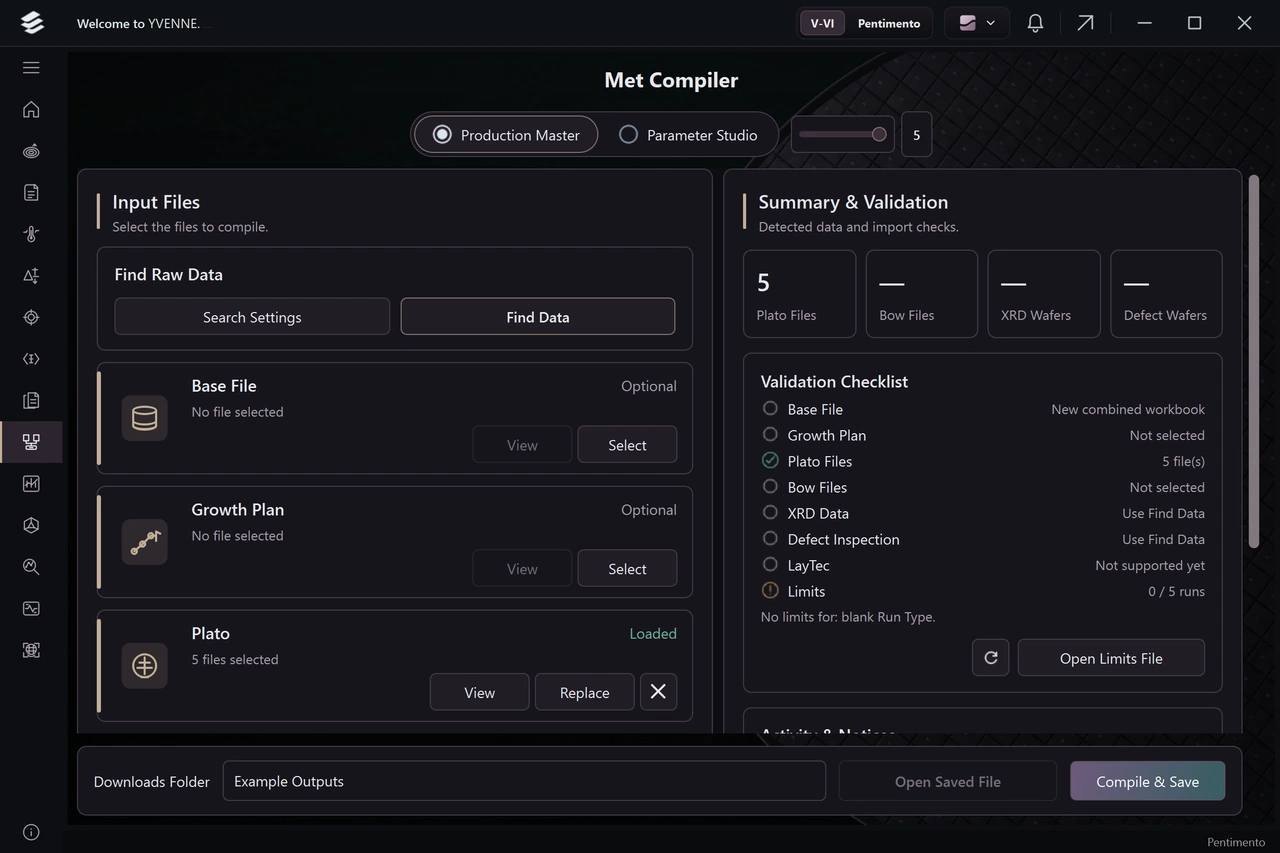 Welcome to YVENNE.
V-VI Pentimento
Met Compiler
Production Master
Parameter Studio
5
Input Files
Select the files to compile.
Find Raw Data
Search Settings
Find Data
Base File
Optional
No file selected
View
Select
Growth Plan
Optional
No file selected
View
Select
Plato
Loaded
5 files selected
View
Replace
Summary & Validation
Detected data and import checks.
5
Plato Files
—
Bow Files
—
XRD Wafers
—
Defect Wafers
Validation Checklist
Base File New combined workbook
Growth Plan Not selected
Plato Files 5 file(s)
Bow Files Not selected
XRD Data Use Find Data
Defect Inspection Use Find Data
LayTec Not supported yet
Limits 0 / 5 runs
No limits for: blank Run Type.
Open Limits File
Activity & Notices
Downloads Folder
Example Outputs
Open Saved File
Compile & Save
Pentimento